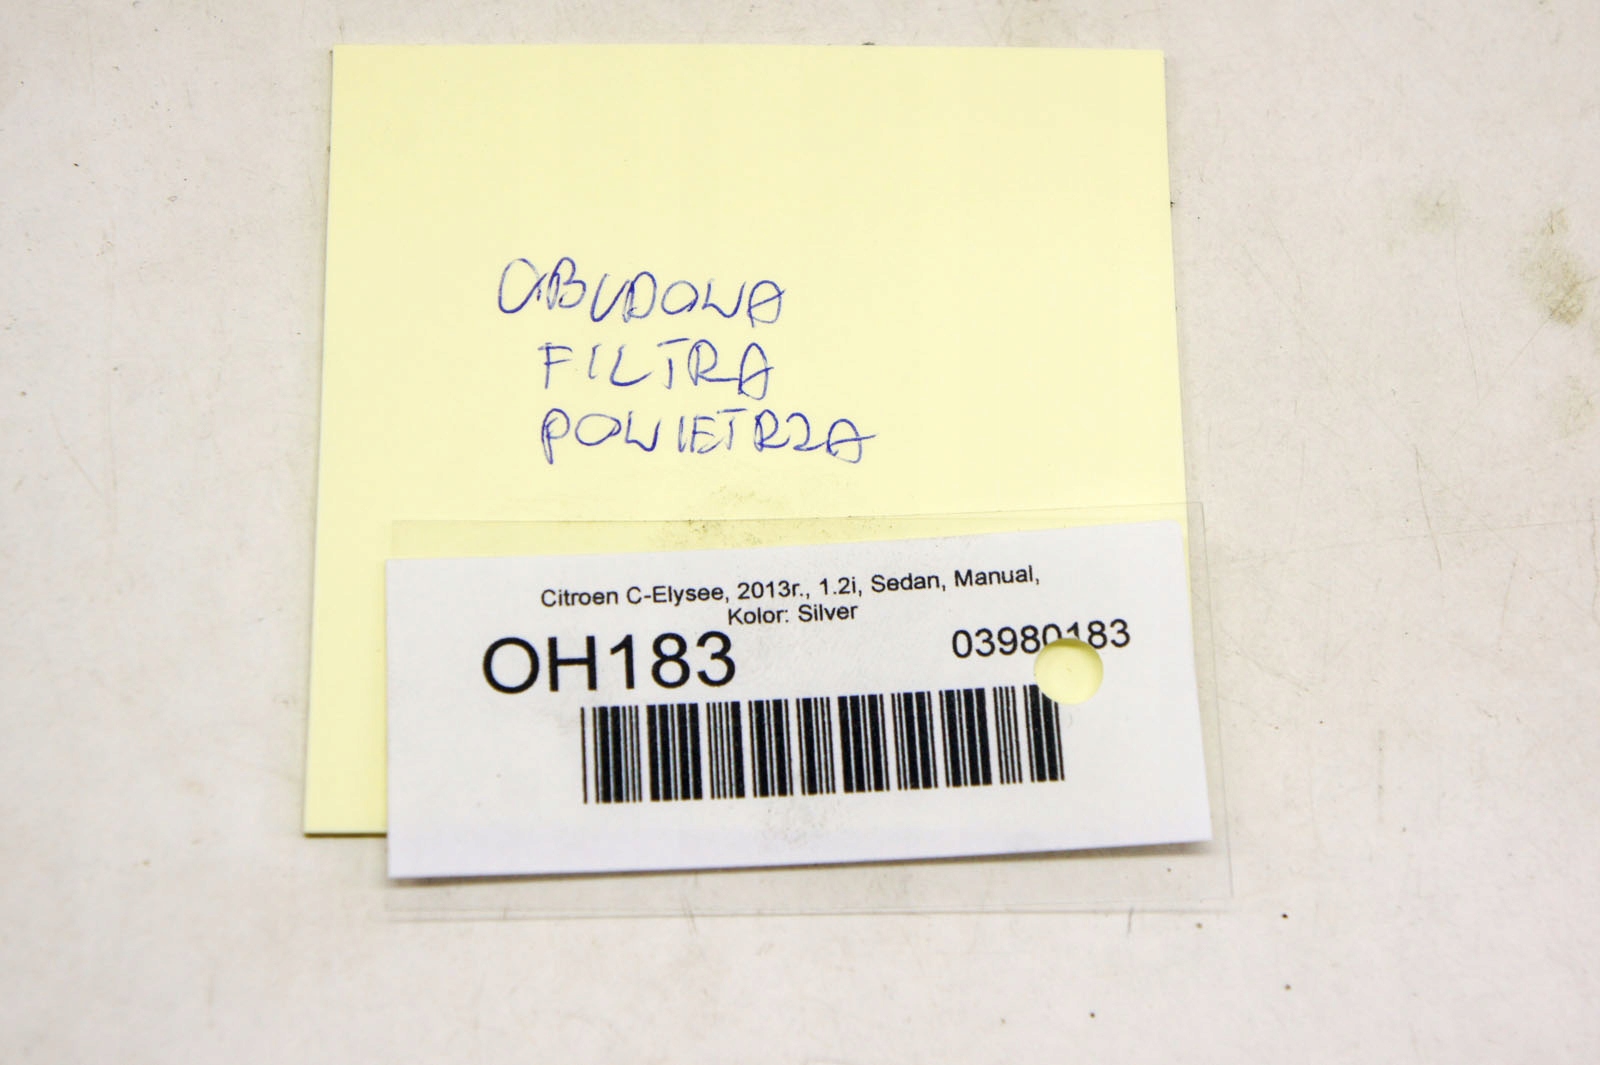 OBUDOWA
FILTRA
POWIETRZA
Citroen C-Elysee, 2013r., 1.2i, Sedan, Manual,
Kolor: Silver
OH183
03980183